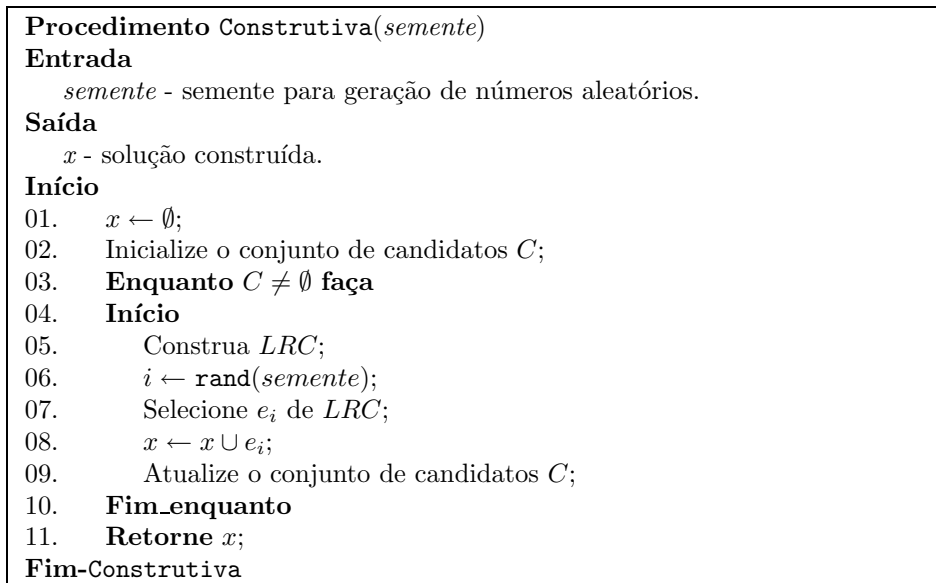 Procedimento Construtiva(semente)
Entrada
semente - semente para geração de números aleatórios.
Saída
x - solução construída.
Início
01. x ← ∅;
02. Inicialize o conjunto de candidatos C;
03. Enquanto C ≠ ∅ faça
04. Início
05. Construa LRC;
06. i ← rand(semente);
07. Selecione e_i de LRC;
08. x ← x ∪ e_i;
09. Atualize o conjunto de candidatos C;
10. Fim_enquanto
11. Retorne x;
Fim-Construtiva